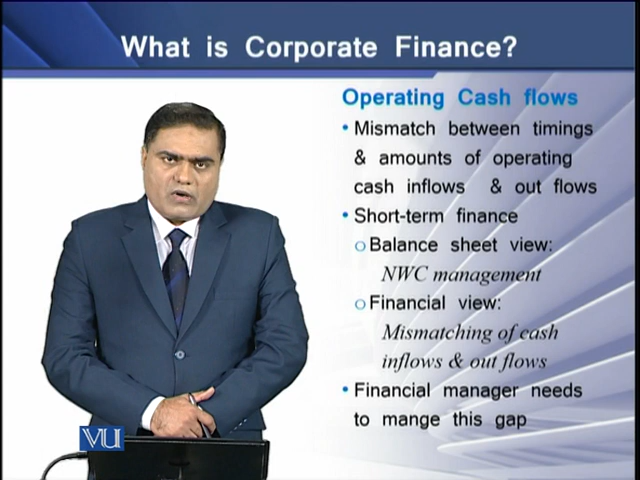 What is Corporate Finance?
Operating Cash flows
• Mismatch between timings
& amounts of operating
cash inflows & out flows
• Short-term finance
o Balance sheet view:
NWC management
o Financial view:
Mismatching of cash
inflows & out flows
• Financial manager needs
to mange this gap
VU